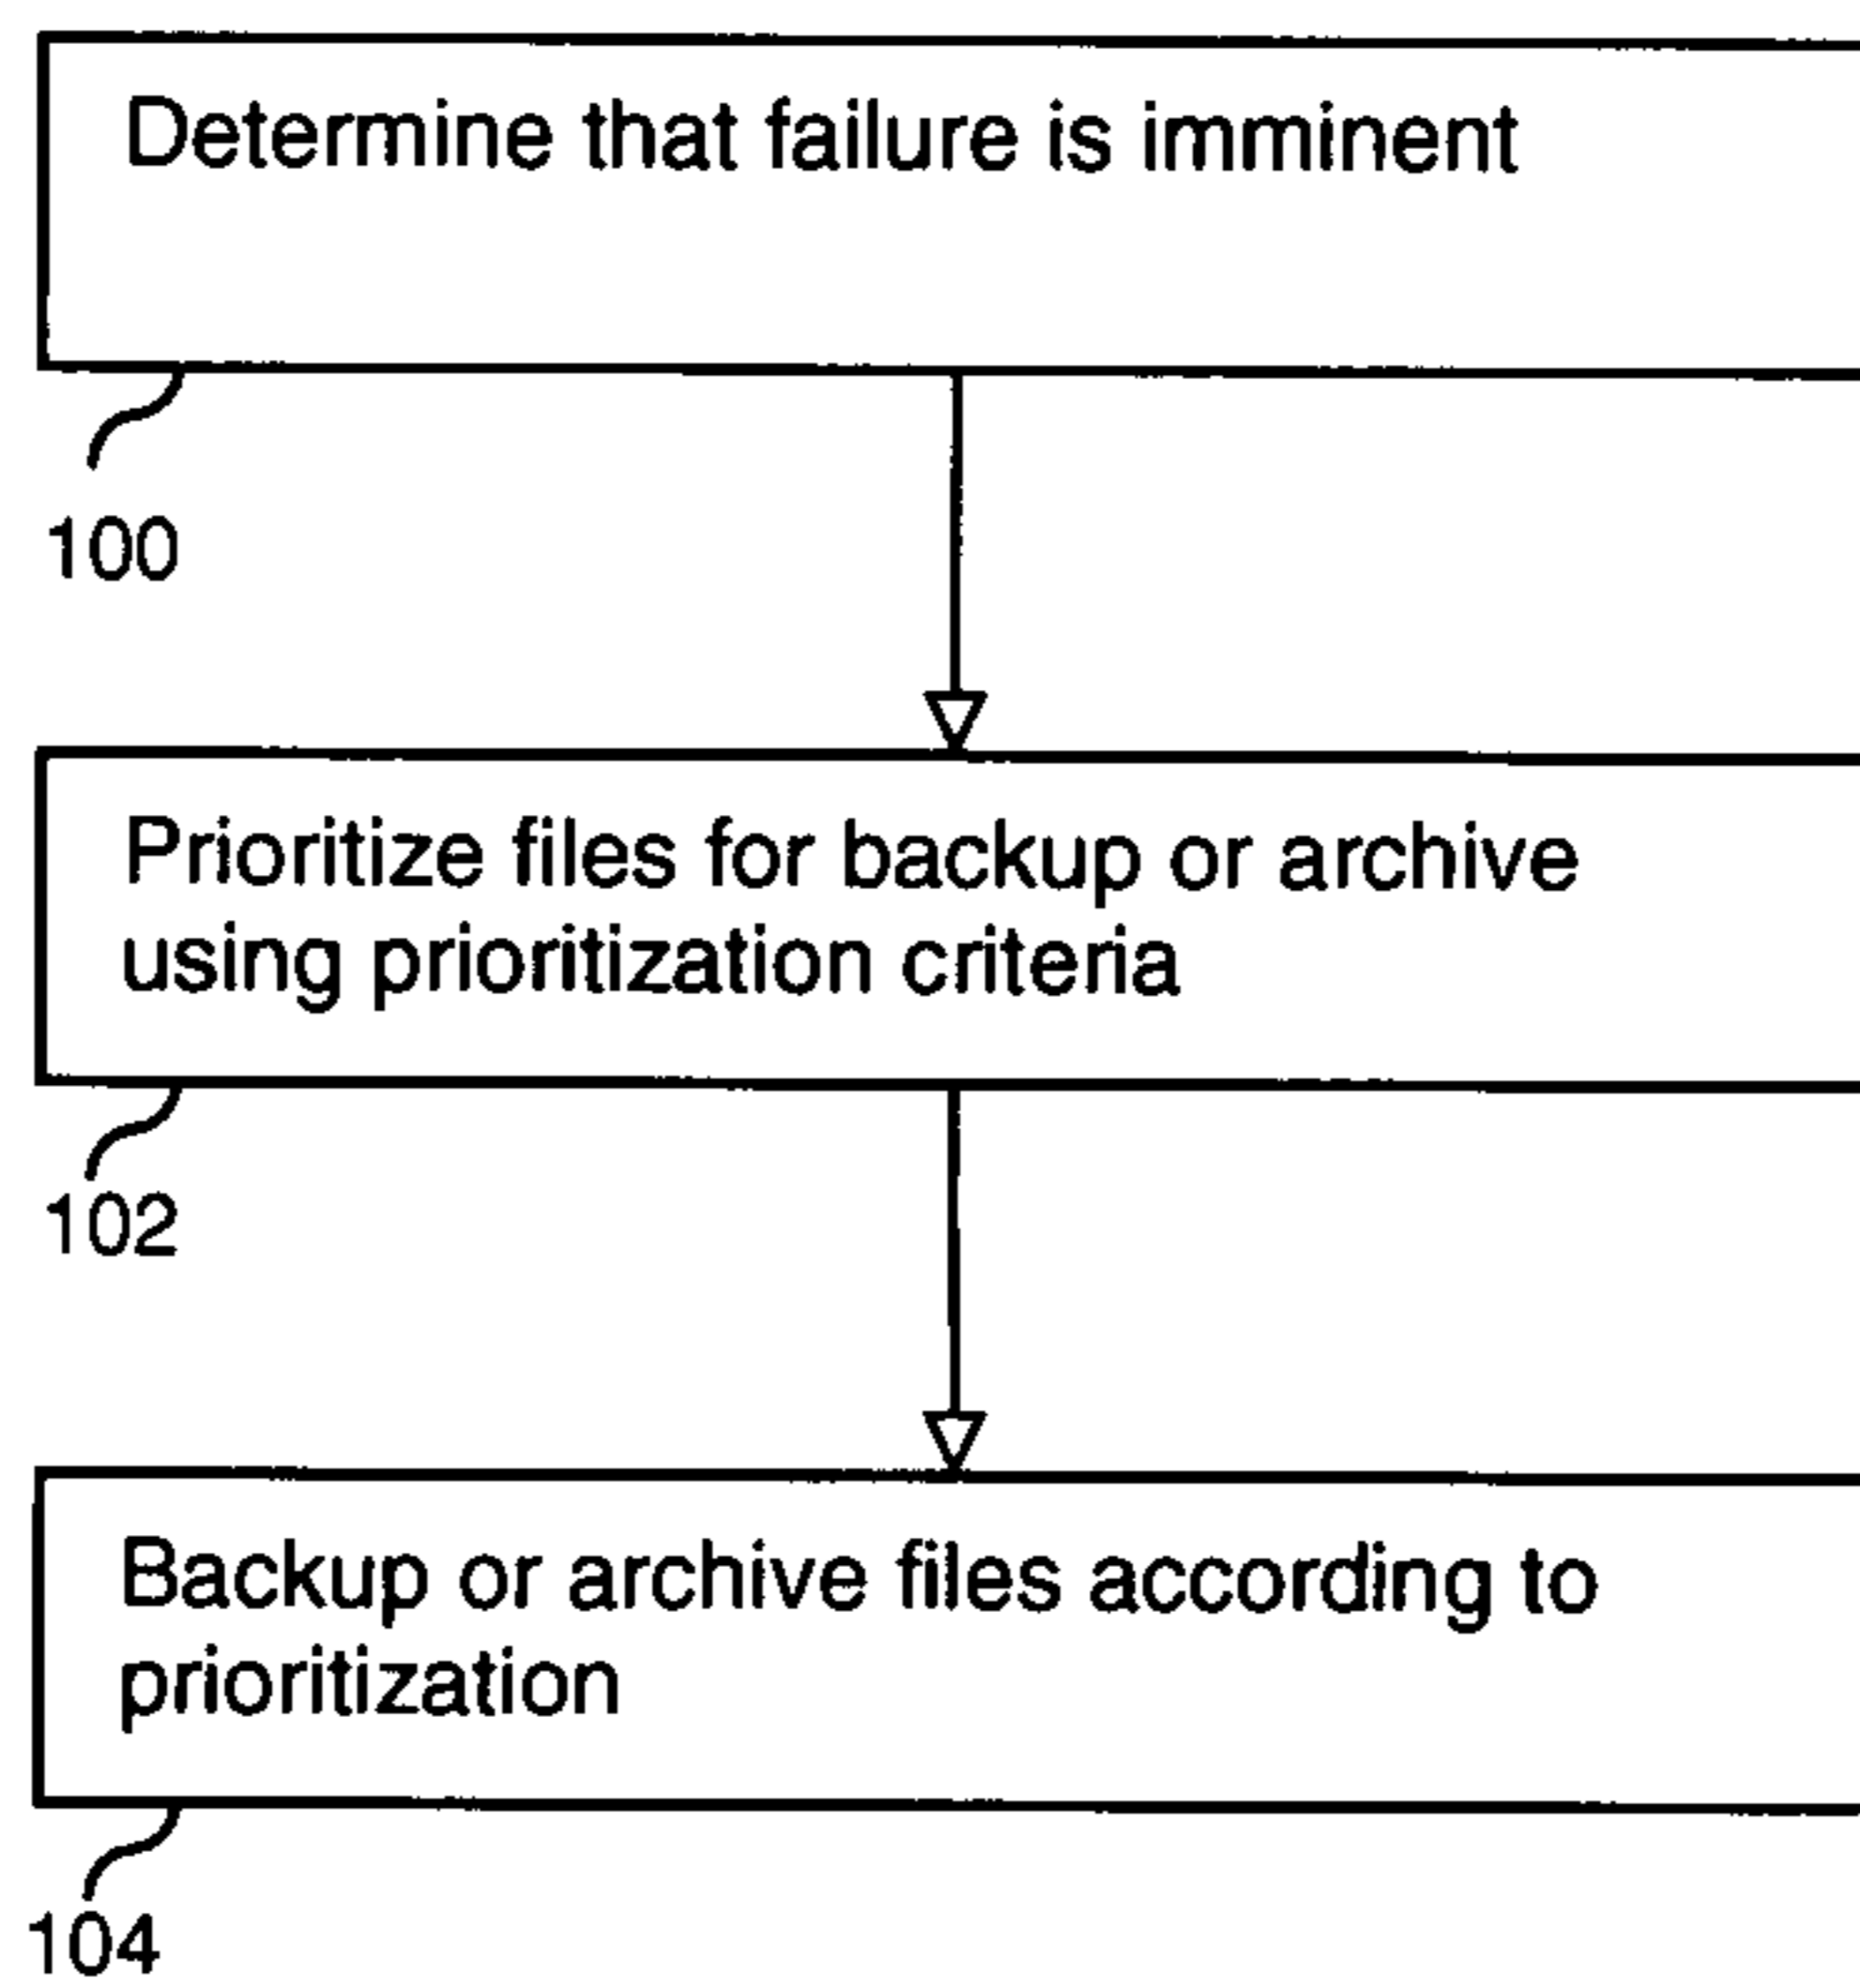 Determine that failure is imminent
100
Prioritize files for backup or archive
using prioritization criteria
102
Backup or archive files according to
prioritization
104